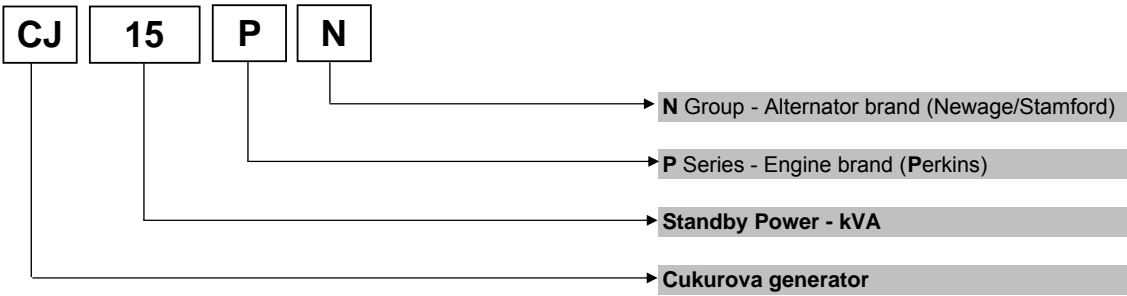 CJ 15 P N
N Group - Alternator brand (Newage/Stamford)
P Series - Engine brand (Perkins)
Standby Power - kVA
Cukurova generator